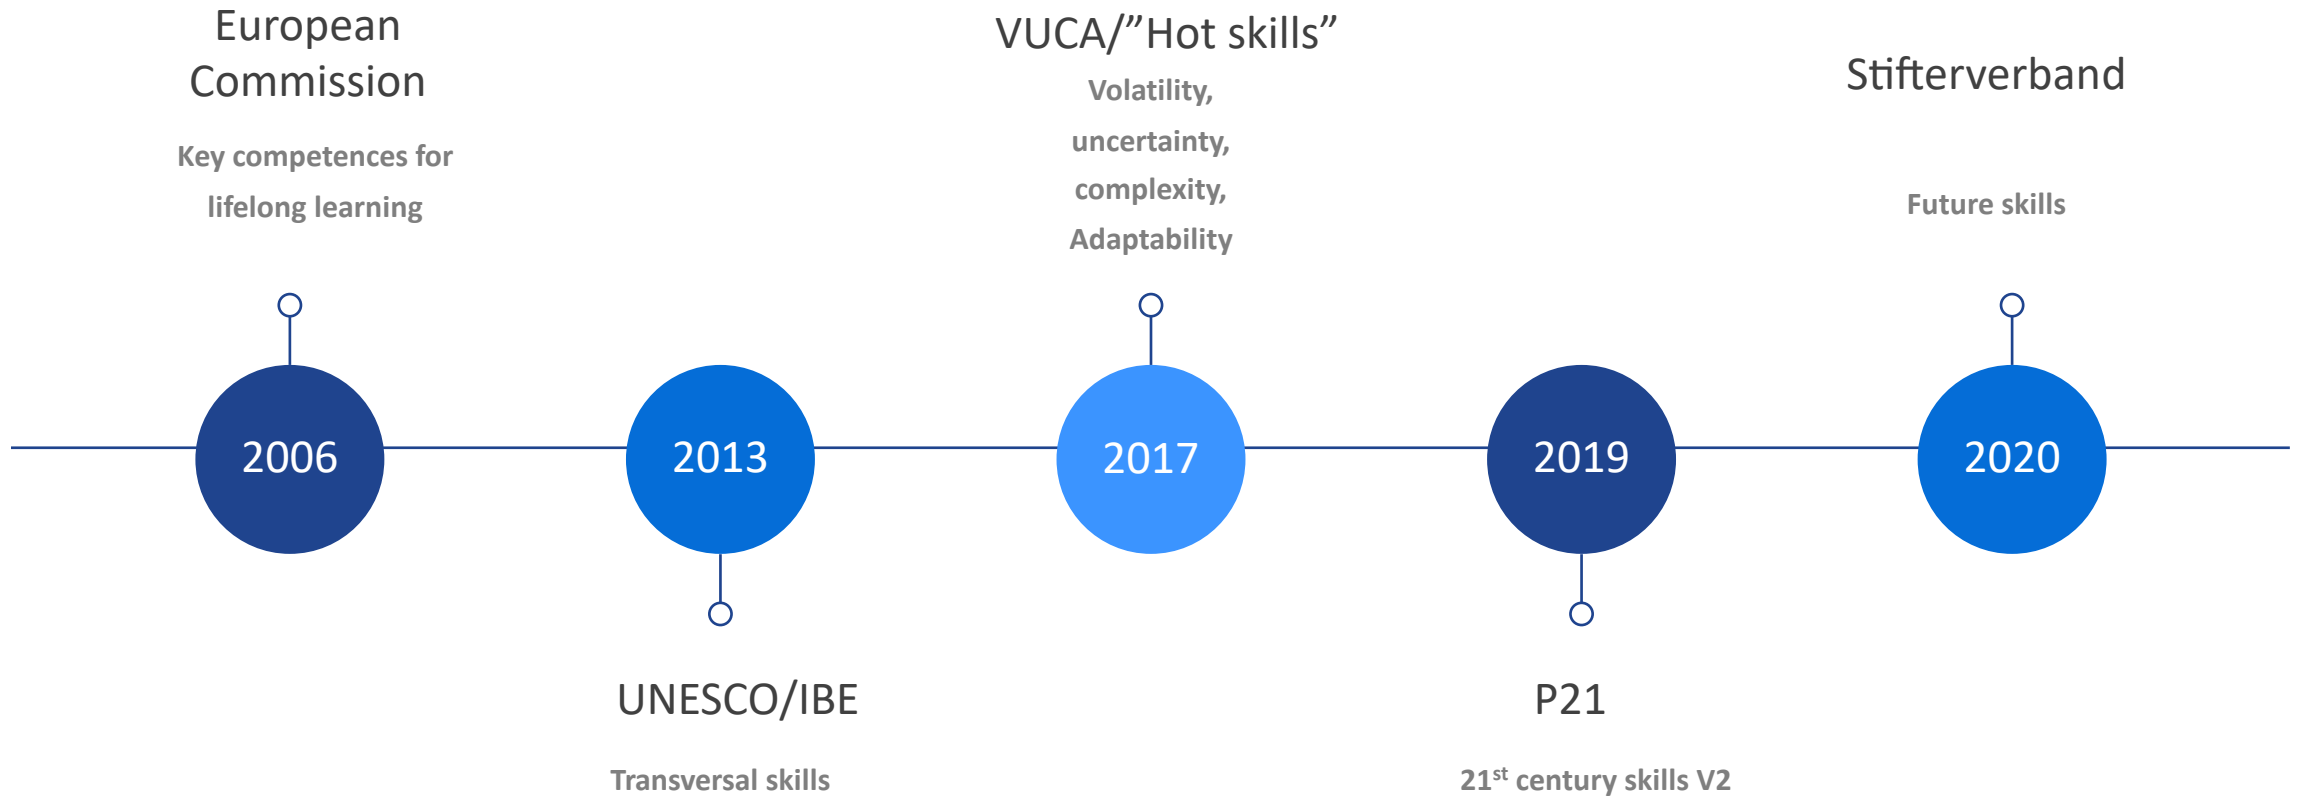 European
Commission
Key competences for
lifelong learning
2006
2013
UNESCO/IBE
Transversal skills
VUCA/”Hot skills”
Volatility,
uncertainty,
complexity,
Adaptability
2017
2019
P21
21st century skills V2
Stifterverband
Future skills
2020